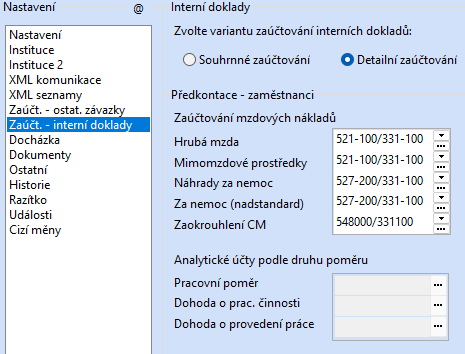 Nastavení @
Nastavení
Instituce
Instituce 2
XML komunikace
XML seznamy
Zaúčt. - ostat. závazky
Zaúčt. - interní doklady
Docházka
Dokumenty
Ostatní
Historie
Razítko
Události
Cizí měny
Interní doklady
Zvolte variantu zaúčtování interních dokladů:
Souhrnné zaúčtování Detailní zaúčtování
Předkontace - zaměstnanci
Zaúčtování mzdových nákladů
Hrubá mzda 521-100/331-100
Mimomzdové prostředky 521-100/331-100
Náhrady za nemoc 527-200/331-100
Za nemoc (nadstandard) 527-200/331-100
Zaokrouhlení CM 548000/331100
Analytické účty podle druhu poměru
Pracovní poměr ...
Dohoda o prac. činnosti ...
Dohoda o provedení práce ...